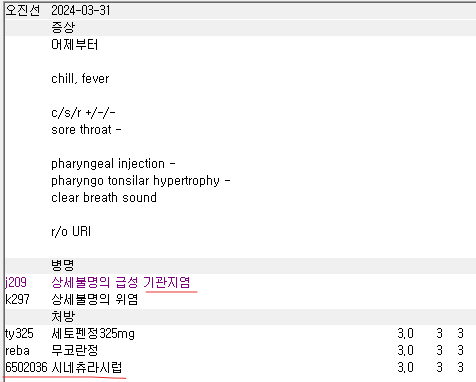 오진선 2024-03-31
증상
어제부터
chill, fever
c/s/r +/-/-
sore throat -
pharyngeal injection -
pharyngo tonsilar hypertrophy -
clear breath sound
r/o URI
병명
j209 상세불명의 급성 기관지염
k297 상세불명의 위염
처방
ty325 세토펜정325mg 3,0 3 3
reba 무코란정 3,0 3 3
6502036 시네츄라시럽 3,0 3 3